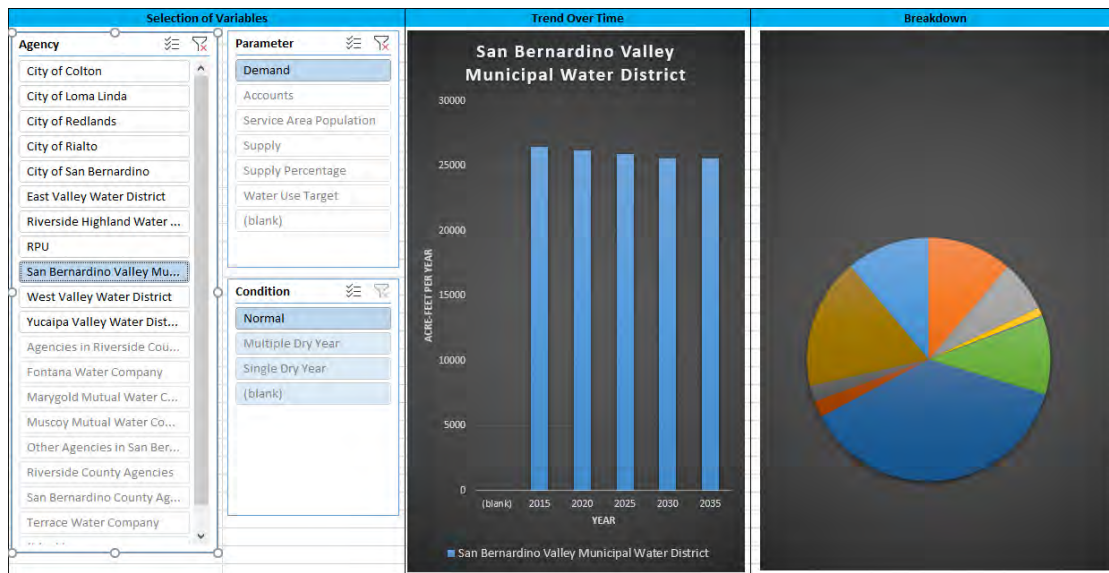 Selection of Variables
Trend Over Time
Breakdown
Agency
City of Colton
City of Loma Linda
City of Redlands
City of Rialto
City of San Bernardino
East Valley Water District
Riverside Highland Water ...
RPU
San Bernardino Valley Mu...
West Valley Water District
Yucaipa Valley Water Dist...
Agencies in Riverside Cou...
Fontana Water Company
Marygold Mutual Water C...
Muscoy Mutual Water Co...
Other Agencies in San Ber...
Riverside County Agencies
San Bernardino County Ag...
Terrace Water Company
Parameter
Demand
Accounts
Service Area Population
Supply
Supply Percentage
Water Use Target
(blank)
Condition
Normal
Multiple Dry Year
Single Dry Year
(blank)
San Bernardino Valley
Municipal Water District
30000
25000
20000
15000
10000
5000
0
ACRE-FEET PER YEAR
(blank) 2015 2020 2025 2030 2035
YEAR
San Bernardino Valley Municipal Water District